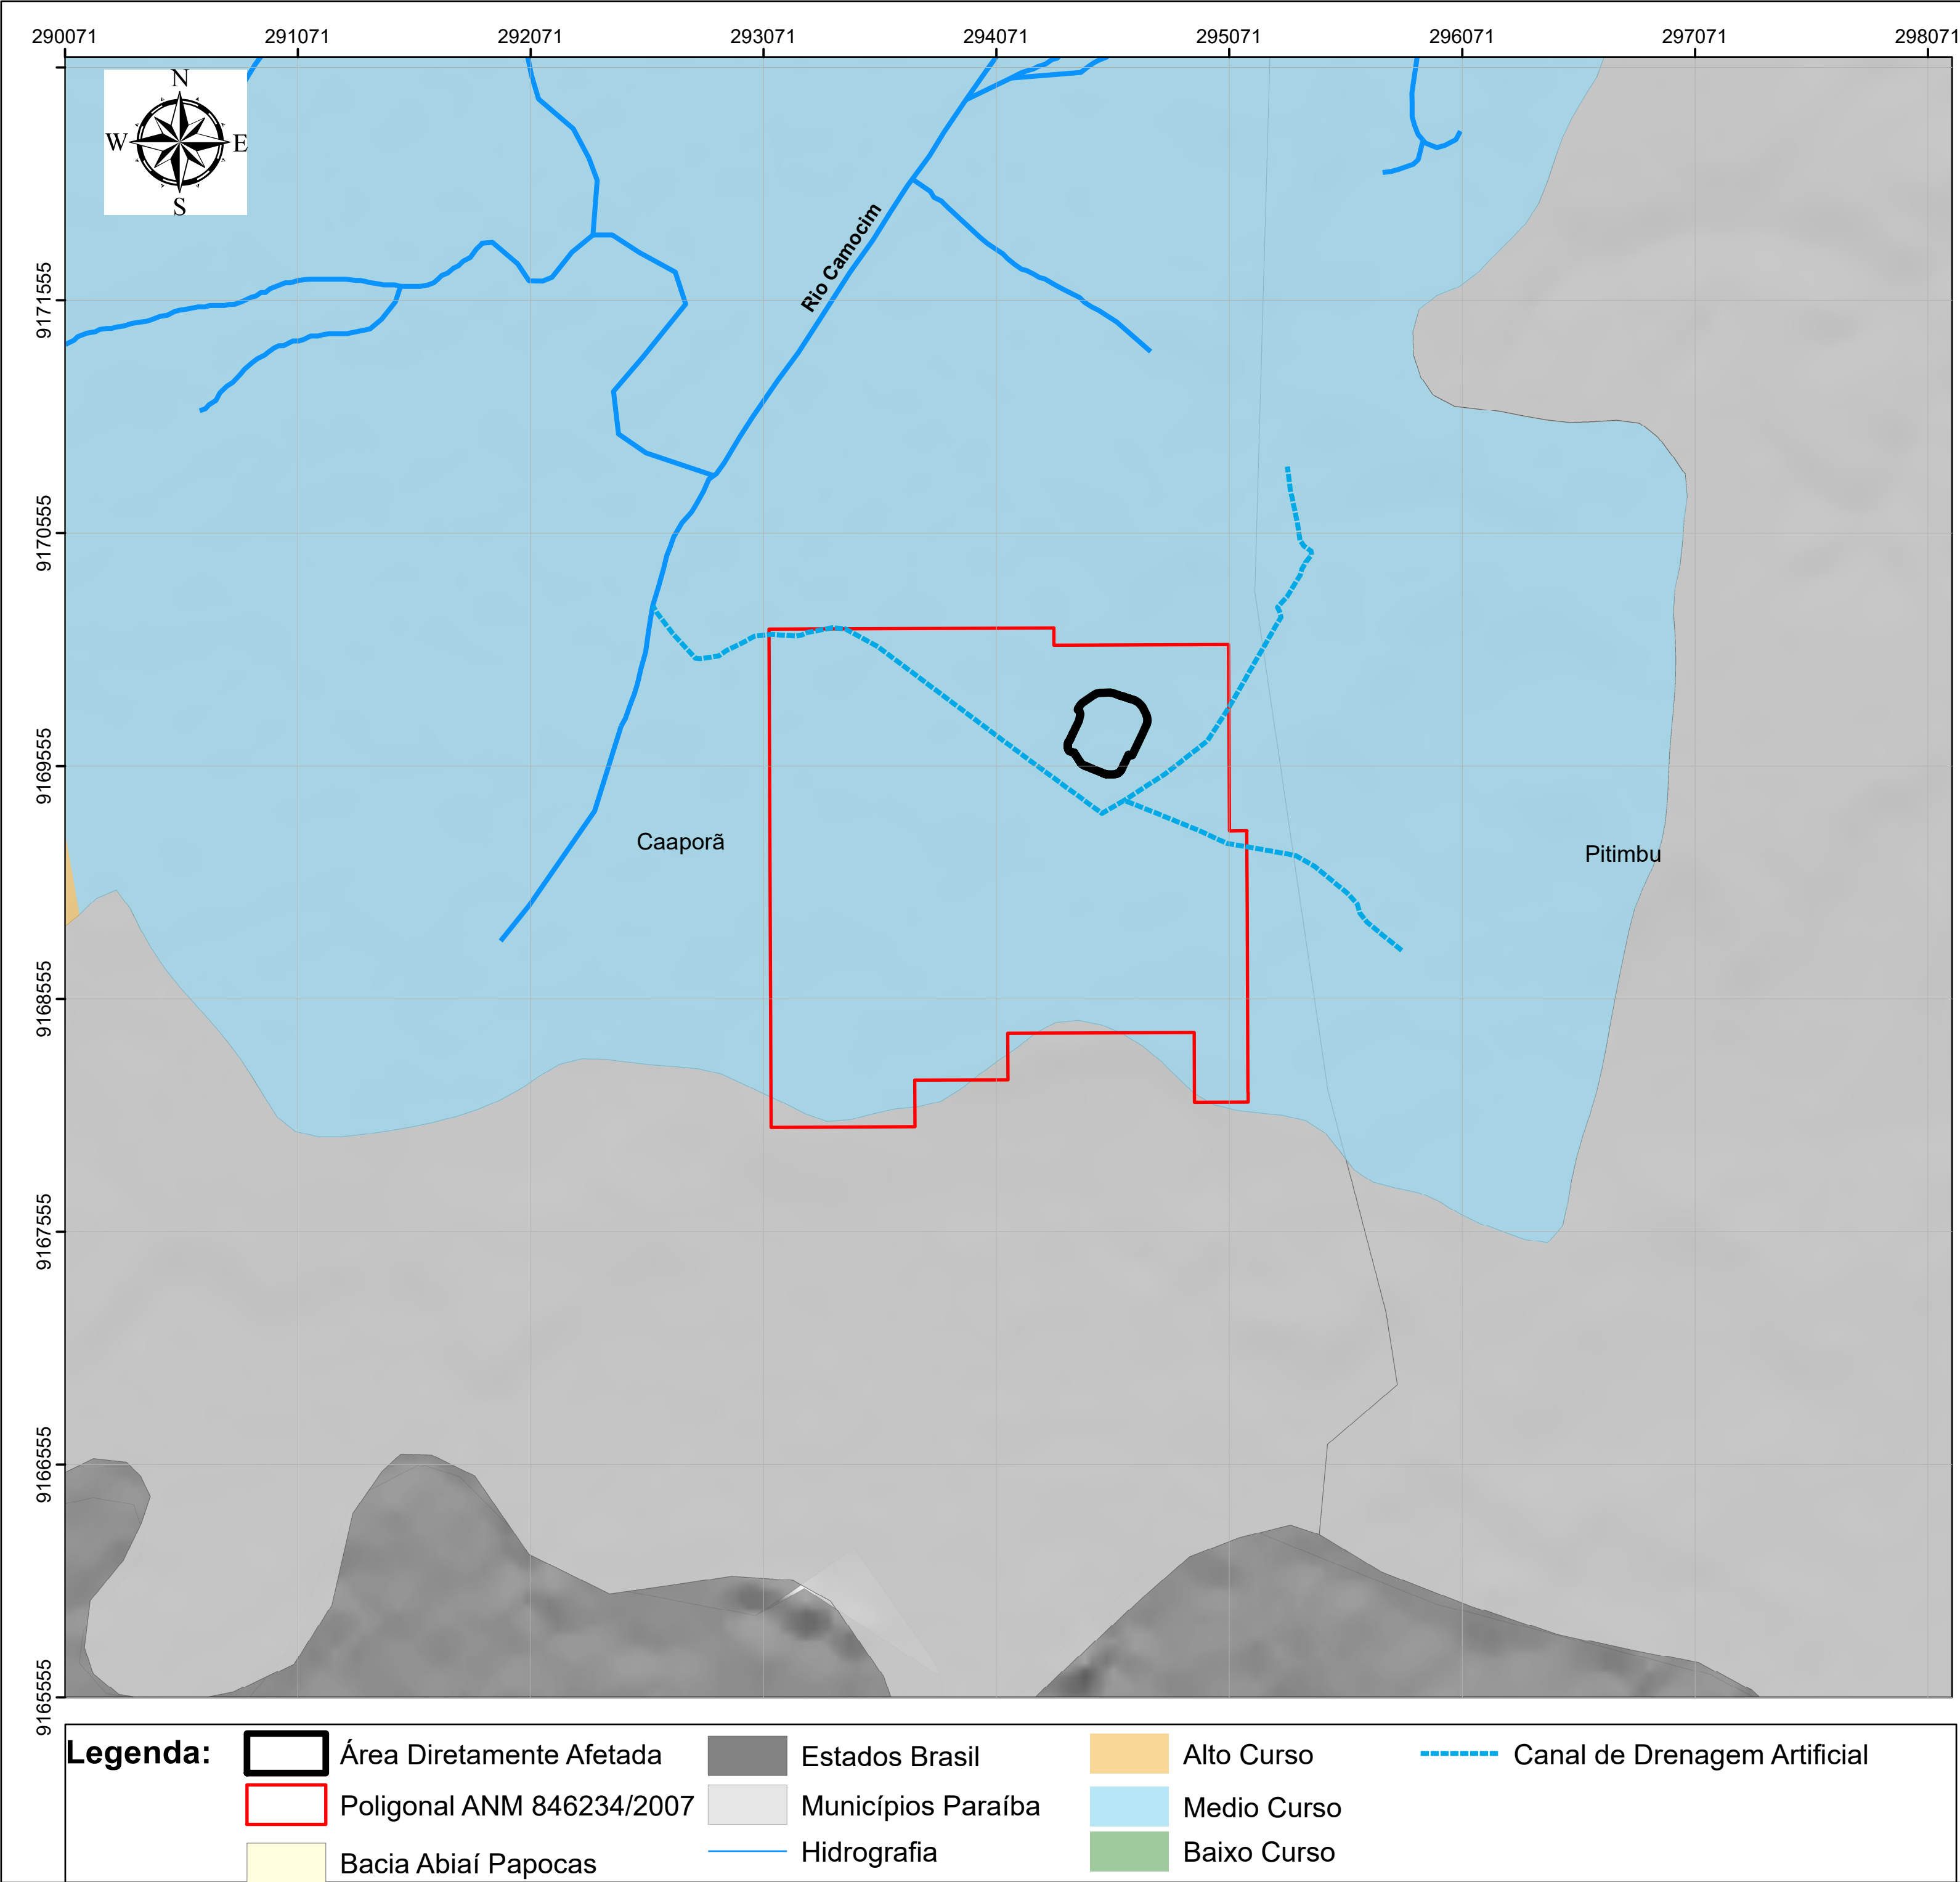 290071 291071 292071 293071 294071 295071 296071 297071 298071
N
W E
S
Rio Camocim
9171555
9170555
9169555
9168555
9167555
9166555
9165555
Caaporã
Pitimbu
Legenda:
Área Diretamente Afetada
Poligonal ANM 846234/2007
Bacia Abiaí Papocas
Estados Brasil
Municípios Paraíba
Hidrografia
Alto Curso
Medio Curso
Baixo Curso
Canal de Drenagem Artificial